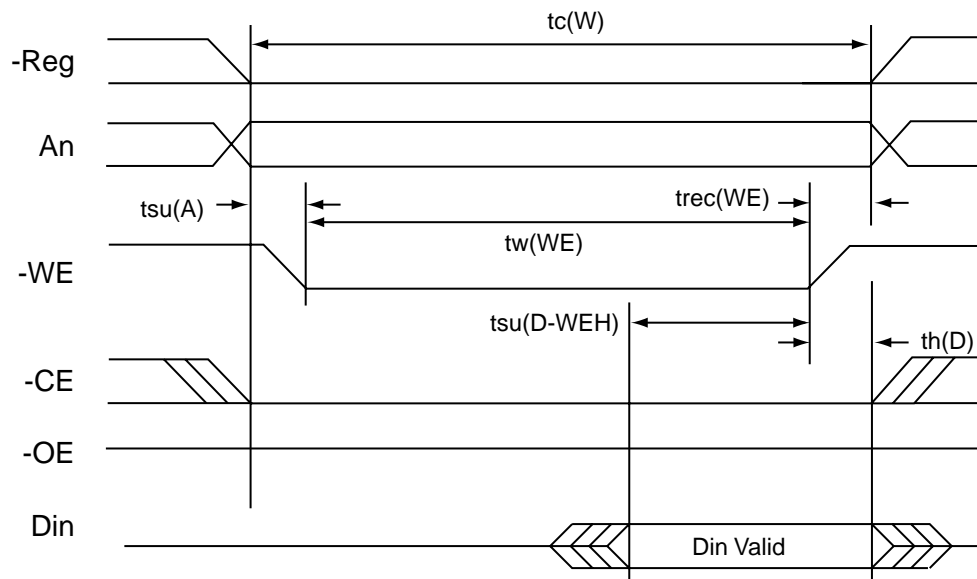 tc(W)
-Reg
An
tsu(A)
trec(WE)
tw(WE)
-WE
tsu(D-WEH)
th(D)
-CE
-OE
Din
Din Valid